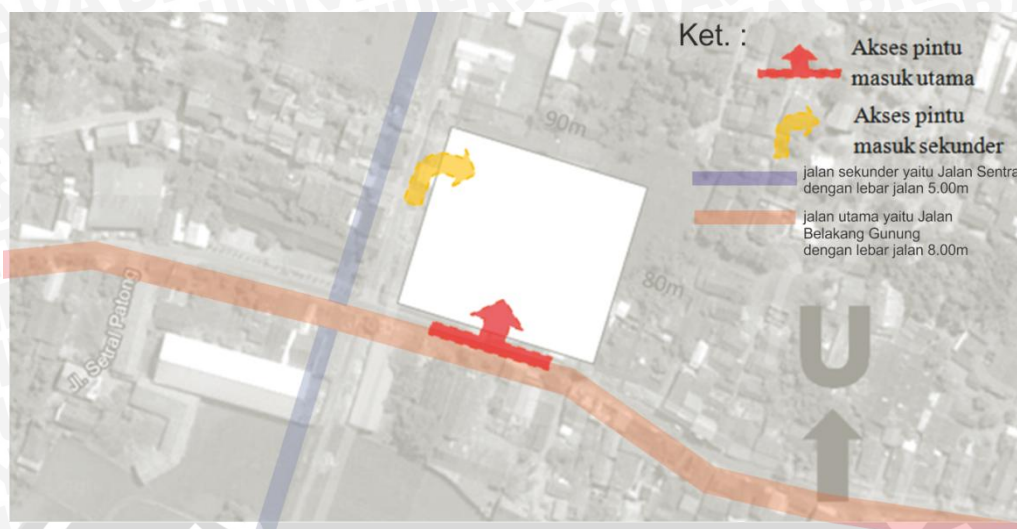 Ket. :
Akses pintu
masuk utama
Akses pintu
masuk sekunder
jalan sekunder yaitu Jalan Sentra
dengan lebar jalan 5.00m
jalan utama yaitu Jalan
Belakang Gunung
dengan lebar jalan 8.00m
90m
80m
Jl. Setral Patong
U